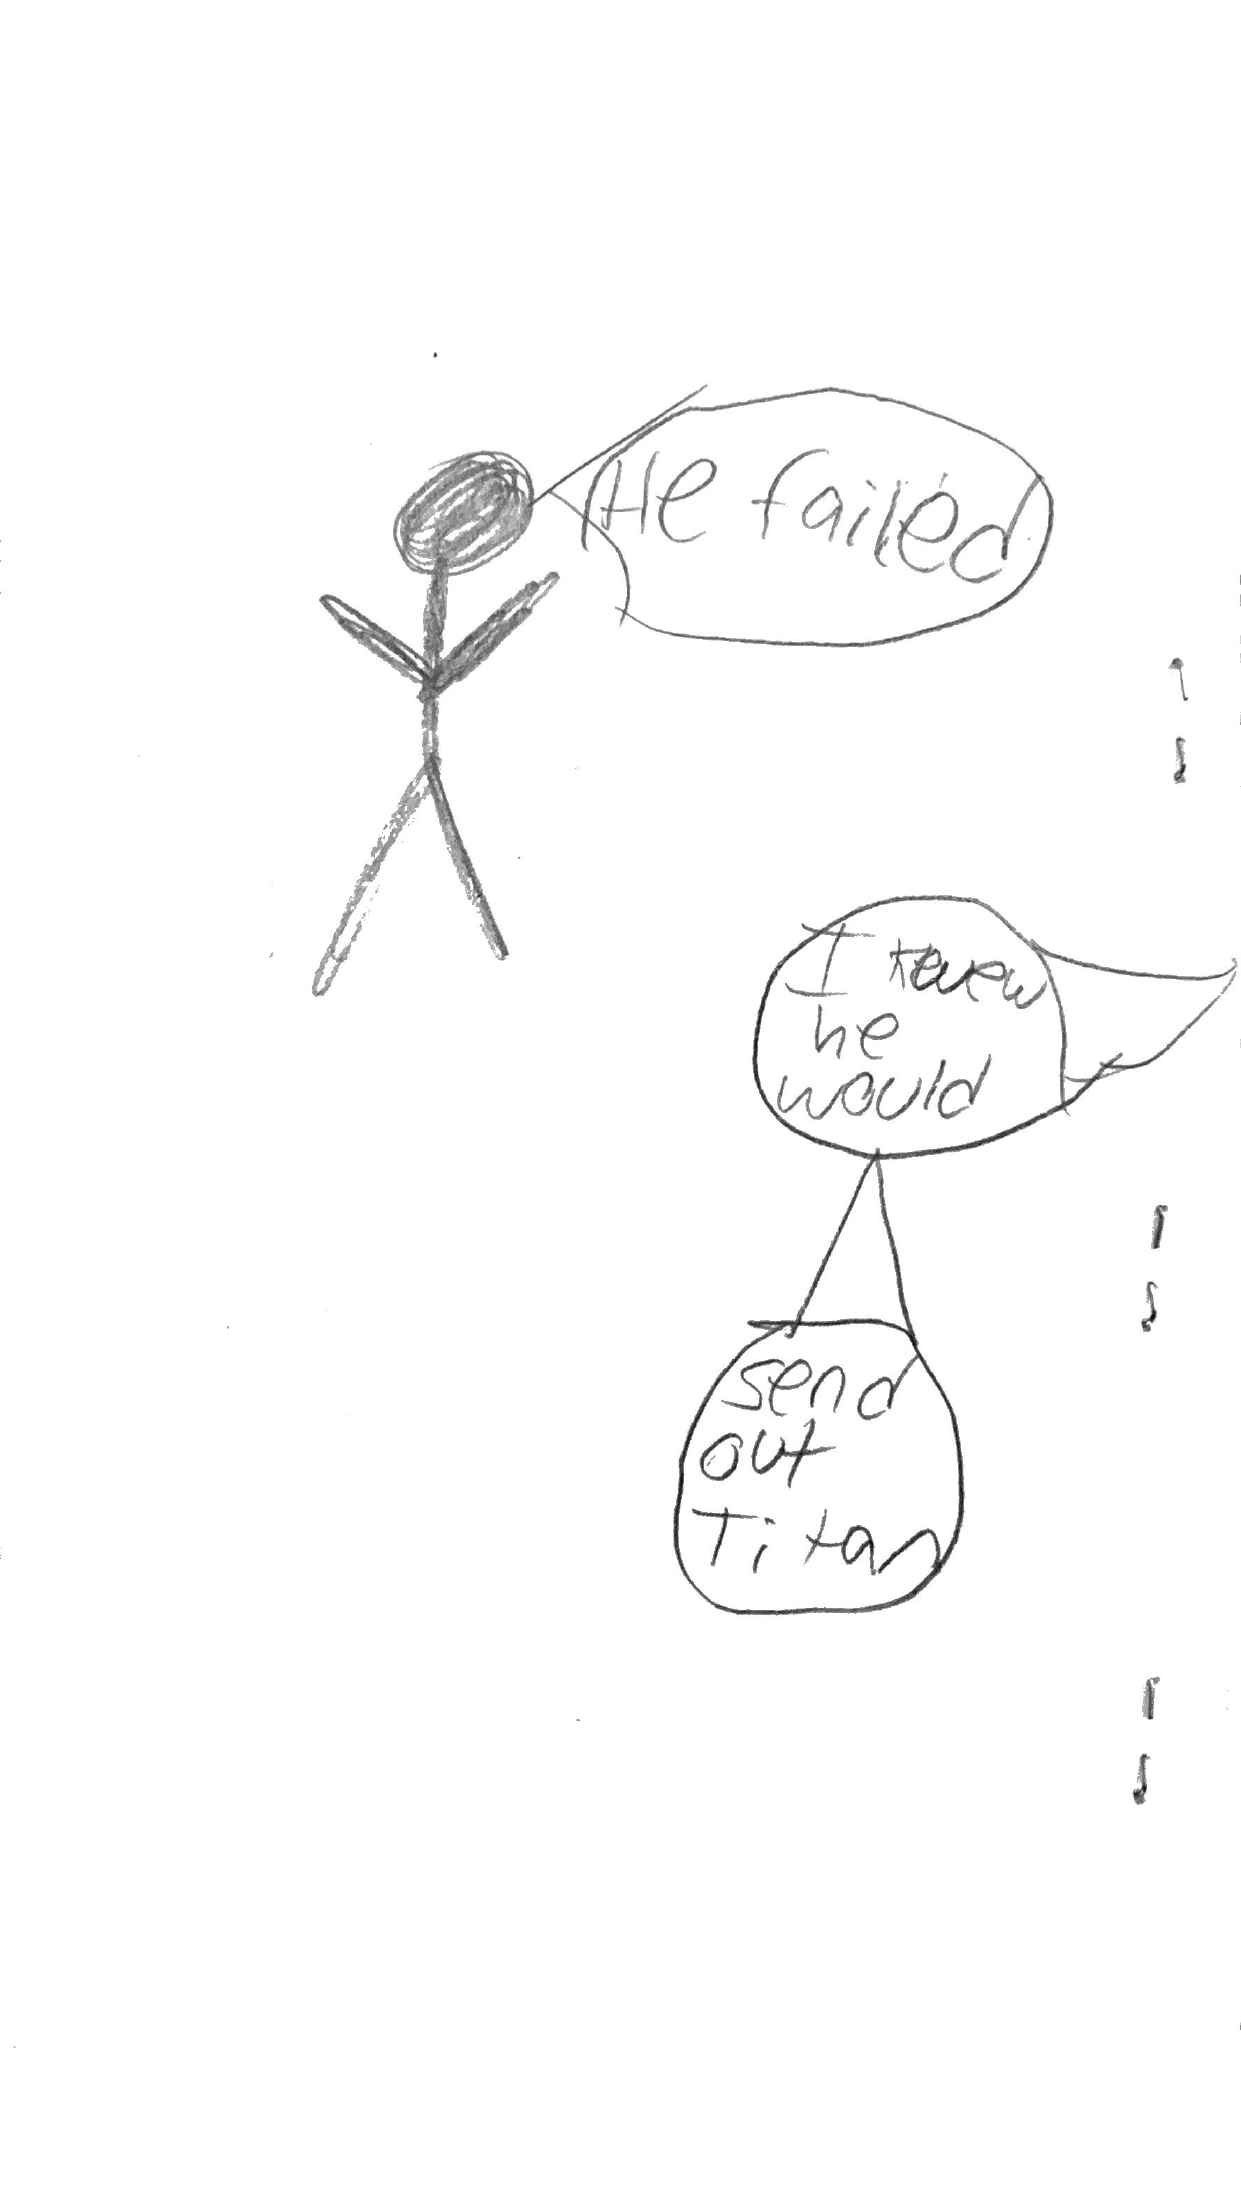 He failed
I knew
he
would
send
out
Titan